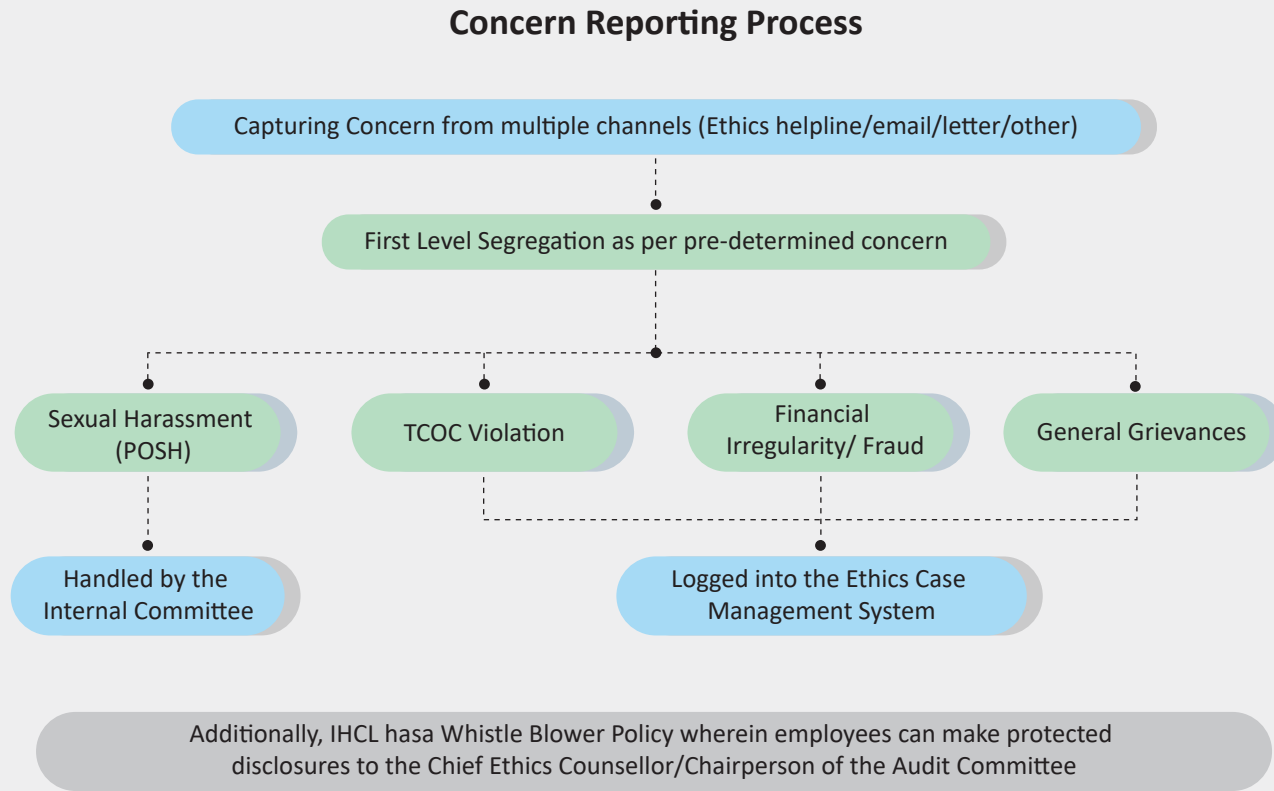 Concern Reporting Process
Capturing Concern from multiple channels (Ethics helpline/email/letter/other)
First Level Segregation as per pre-determined concern
Sexual Harassment
(POSH)
TCOC Violation
Financial
Irregularity/ Fraud
General Grievances
Handled by the
Internal Committee
Logged into the Ethics Case
Management System
Additionally, IHCL hasa Whistle Blower Policy wherein employees can make protected
disclosures to the Chief Ethics Counsellor/Chairperson of the Audit Committee